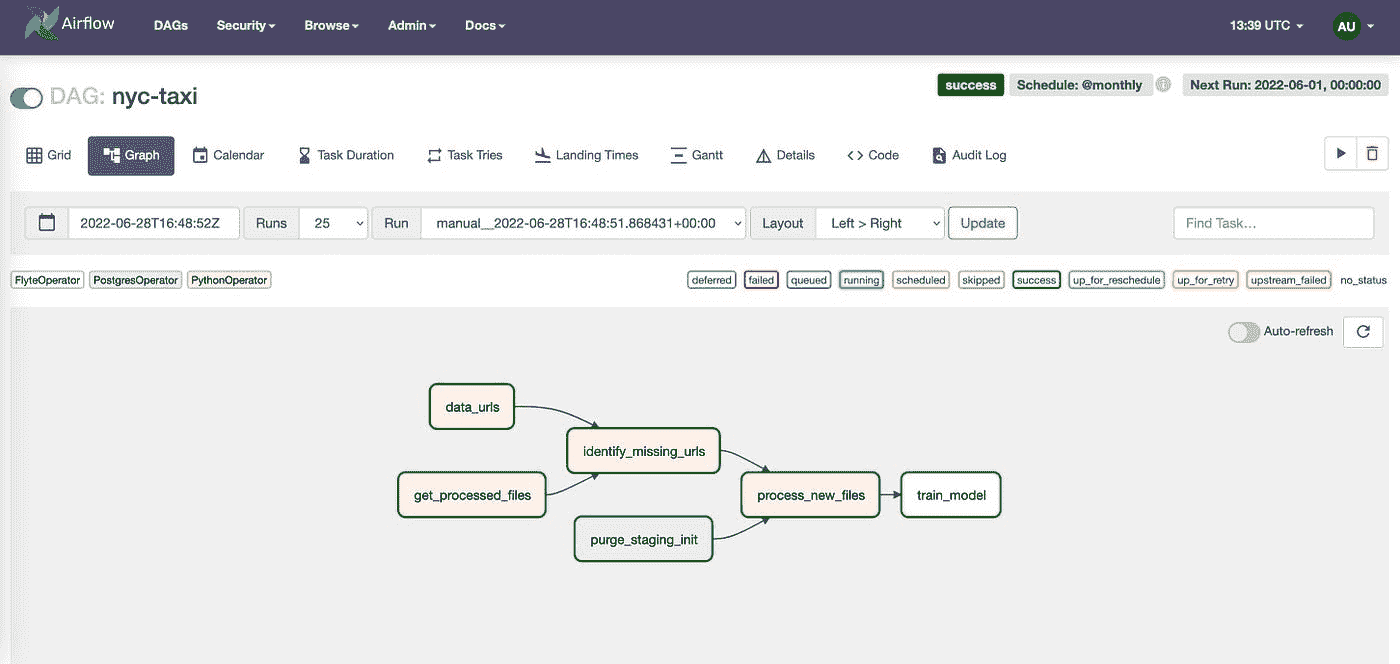 Airflow DAGs Security Browse Admin Docs 13:39 UTC AU
DAG: nyc-taxi success Schedule: @monthly Next Run: 2022-06-01, 00:00:00
Grid Graph Calendar Task Duration Task Tries Landing Times Gantt Details Code Audit Log
2022-06-28T16:48:52Z Runs 25 Run manual__2022-06-28T16:48:51.868431+00:00 Layout Left > Right Update Find Task...
FlyteOperator PostgresOperator PythonOperator deferred failed queued running scheduled skipped success up_for_reschedule up_for_retry upstream_failed no_status
Auto-refresh
data_urls
identify_missing_urls
get_processed_files process_new_files train_model
purge_staging_init